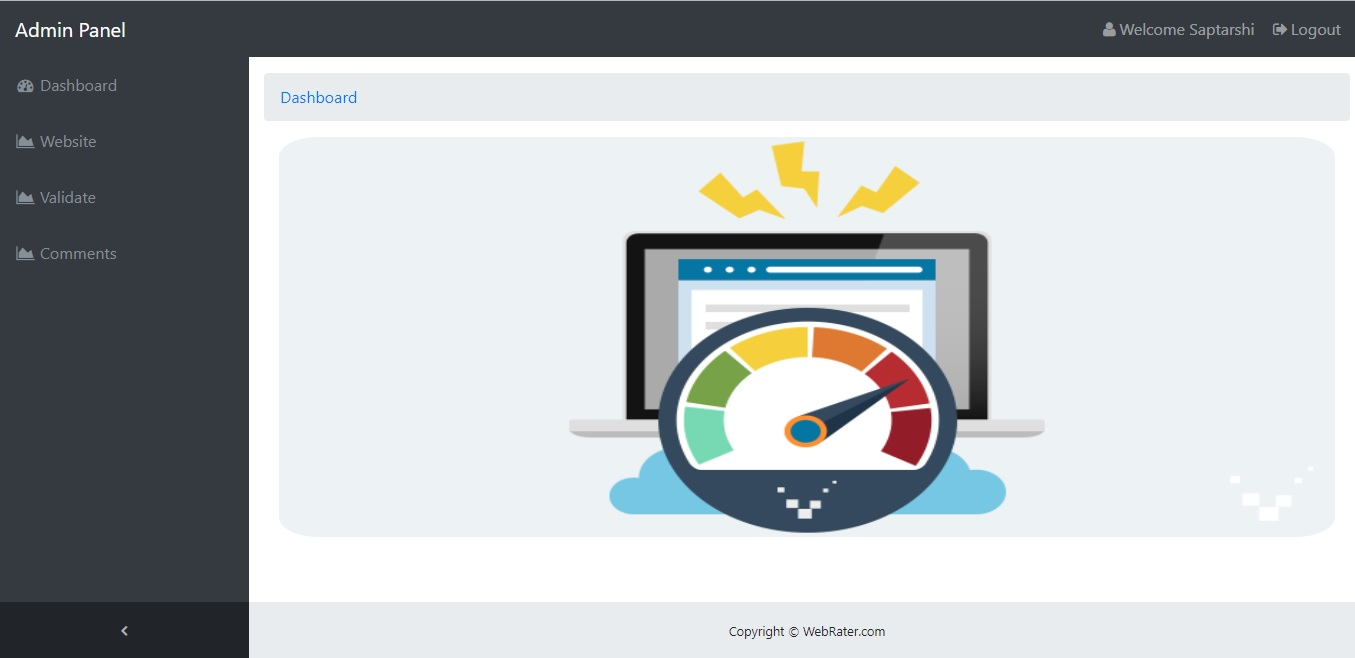 Admin Panel
Welcome Saptarshi
Logout
Dashboard
Website
Validate
Comments
Dashboard
Copyright © WebRater.com